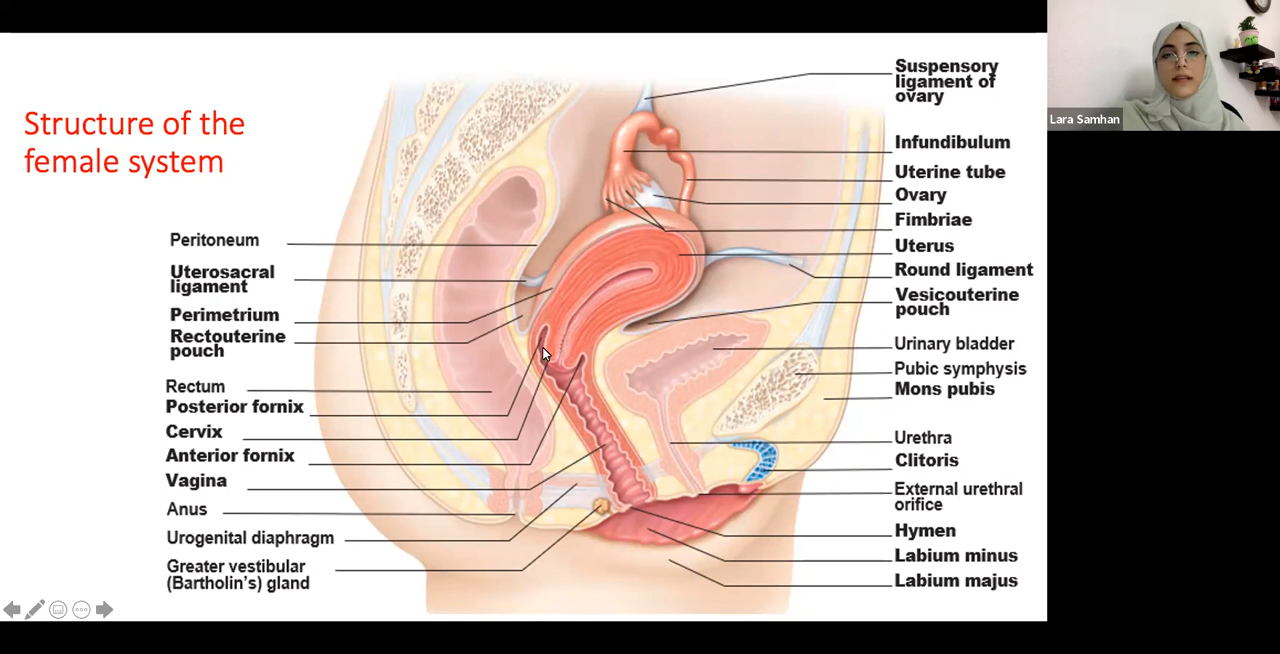 Structure of the
female system
Peritoneum
Uterosacral
ligament
Perimetrium
Rectouterine
pouch
Rectum
Posterior fornix
Cervix
Anterior fornix
Vagina
Anus
Urogenital diaphragm
Greater vestibular
(Bartholin's) gland
Suspensory
ligament of
ovary
Infundibulum
Uterine tube
Ovary
Fimbriae
Uterus
Round ligament
Vesicouterine
pouch
Urinary bladder
Pubic symphysis
Mons pubis
Urethra
Clitoris
External urethral
orifice
Hymen
Labium minus
Labium majus
Lara Samhan